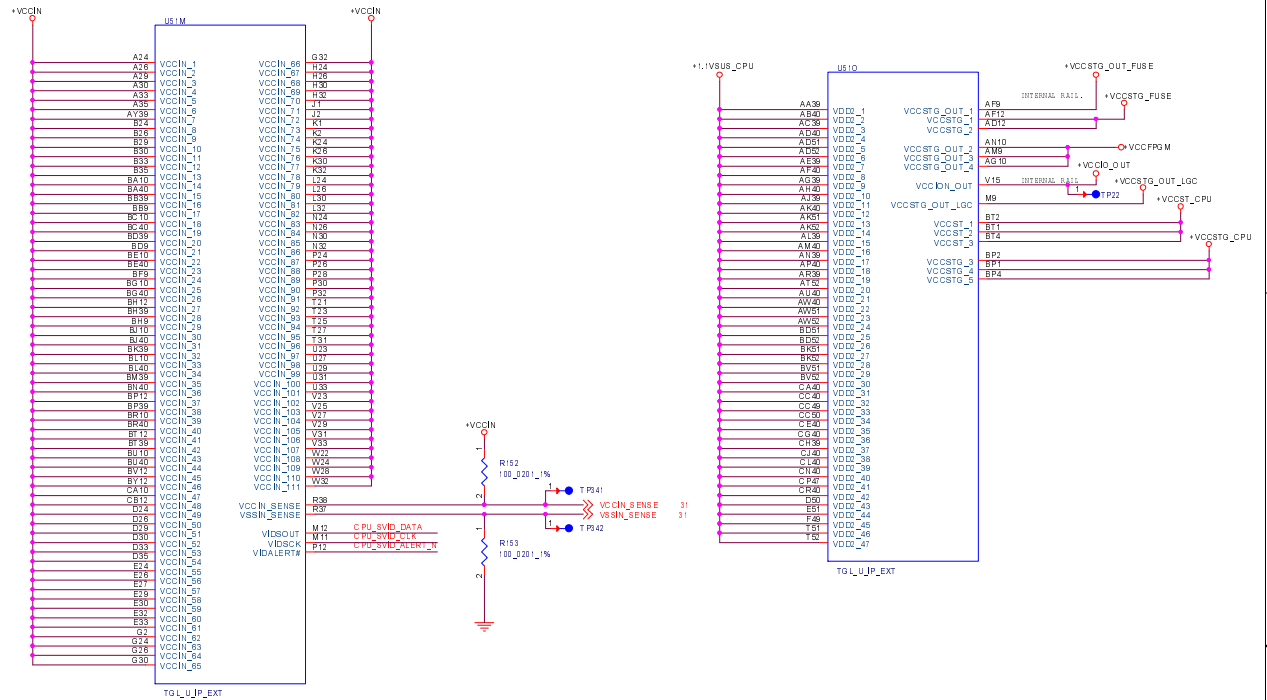 +VCCIN
+VCCIN
U51M
A24 VCCIN_1 VCCIN_66 G32
A26 VCCIN_2 VCCIN_67 H24
A29 VCCIN_3 VCCIN_68 H26
A30 VCCIN_4 VCCIN_69 H30
A33 VCCIN_5 VCCIN_70 H32
A35 VCCIN_6 VCCIN_71 J1
AY39 VCCIN_7 VCCIN_72 J2
B24 VCCIN_8 VCCIN_73 K1
B26 VCCIN_9 VCCIN_74 K2
B29 VCCIN_10 VCCIN_75 K24
B30 VCCIN_11 VCCIN_76 K26
B33 VCCIN_12 VCCIN_77 K30
B35 VCCIN_13 VCCIN_78 K32
BA10 VCCIN_14 VCCIN_79 L24
BA40 VCCIN_15 VCCIN_80 L26
BB39 VCCIN_16 VCCIN_81 L30
BB9 VCCIN_17 VCCIN_82 L32
BC10 VCCIN_18 VCCIN_83 N24
BC40 VCCIN_19 VCCIN_84 N26
BD39 VCCIN_20 VCCIN_85 N30
BD9 VCCIN_21 VCCIN_86 N32
BE10 VCCIN_22 VCCIN_87 P24
BE40 VCCIN_23 VCCIN_88 P26
BF9 VCCIN_24 VCCIN_89 P28
BG10 VCCIN_25 VCCIN_90 P30
BG40 VCCIN_26 VCCIN_91 P32
BH12 VCCIN_27 VCCIN_92 T21
BH39 VCCIN_28 VCCIN_93 T23
BH9 VCCIN_29 VCCIN_94 T25
BJ10 VCCIN_30 VCCIN_95 T27
BJ40 VCCIN_31 VCCIN_96 T31
BK39 VCCIN_32 VCCIN_97 U23
BL10 VCCIN_33 VCCIN_98 U27
BL40 VCCIN_34 VCCIN_99 U29
BM39 VCCIN_35 VCCIN_100 U31
BN40 VCCIN_36 VCCIN_101 U33
BP12 VCCIN_37 VCCIN_102 V23
BP39 VCCIN_38 VCCIN_103 V25
BR10 VCCIN_39 VCCIN_104 V27
BR40 VCCIN_40 VCCIN_105 V29
BT12 VCCIN_41 VCCIN_106 V31
BT39 VCCIN_42 VCCIN_107 V33
BU10 VCCIN_43 VCCIN_108 W22
BU40 VCCIN_44 VCCIN_109 W24
BV12 VCCIN_45 VCCIN_110 W28
BY12 VCCIN_46 VCCIN_111 W32
CA10 VCCIN_47
CB12 VCCIN_48 VCCIN_SENSE R38
D24 VCCIN_49 VSSIN_SENSE R37
D26 VCCIN_50
D29 VCCIN_51 VIDSOUT M12 CPU_SVID_DATA
D30 VCCIN_52 VIDSCK M11 CPU_SVID_CLK
D33 VCCIN_53 VIDALERT# P12 CPU_SVID_ALERT_N
D35 VCCIN_54
E24 VCCIN_55
E26 VCCIN_56
E27 VCCIN_57
E29 VCCIN_58
E30 VCCIN_59
E32 VCCIN_60
E33 VCCIN_61
G2 VCCIN_62
G24 VCCIN_63
G26 VCCIN_64
G30 VCCIN_65
TGL_U_IP_EXT
+VCCIN
1
R152
100_0201_1%
2
1 TP341
VCCIN_SENSE 31
VSSIN_SENSE 31
1 TP342
1
R153
100_0201_1%
2
+1.1VSUS_CPU
U51O
AA39 VDD2_1
AB40 VDD2_2
AC39 VDD2_3
AD40 VDD2_4
AD51 VDD2_5
AD52 VDD2_6
AE39 VDD2_7
AF40 VDD2_8
AG39 VDD2_9
AH40 VDD2_10
AJ39 VDD2_11
AK40 VDD2_12
AK51 VDD2_13
AK52 VDD2_14
AL39 VDD2_15
AM40 VDD2_16
AN39 VDD2_17
AP40 VDD2_18
AR39 VDD2_19
AT52 VDD2_20
AU40 VDD2_21
AW40 VDD2_22
AW51 VDD2_23
AW52 VDD2_24
BD51 VDD2_25
BD52 VDD2_26
BK51 VDD2_27
BK52 VDD2_28
BV51 VDD2_29
BV52 VDD2_30
CA40 VDD2_31
CC40 VDD2_32
CC49 VDD2_33
CC50 VDD2_34
CE40 VDD2_35
CG40 VDD2_36
CH39 VDD2_37
CJ40 VDD2_38
CL40 VDD2_39
CN40 VDD2_40
CP47 VDD2_41
CR40 VDD2_42
D50 VDD2_43
E51 VDD2_44
F49 VDD2_45
T51 VDD2_46
T52 VDD2_47
TGL_U_IP_EXT
+VCCSTG_OUT_FUSE
INTERNAL RAIL.
+VCCSTG_FUSE
VCCSTG_OUT_1 AF9
VCCSTG_1 AF12
VCCSTG_2 AD12
VCCSTG_OUT_2 AN10 +VCCFPGM
VCCSTG_OUT_3 AM9
VCCSTG_OUT_4 AG10
+VCCIO_OUT
VCCION_OUT V15 INTERNAL RAIL
1 TP22
+VCCSTG_OUT_LGC
VCCSTG_OUT_LGC M9
+VCCST_CPU
VCCST_1 BT2
VCCST_2 BT1
VCCST_3 BT4
+VCCSTG_CPU
VCCSTG_3 BP2
VCCSTG_4 BP1
VCCSTG_5 BP4